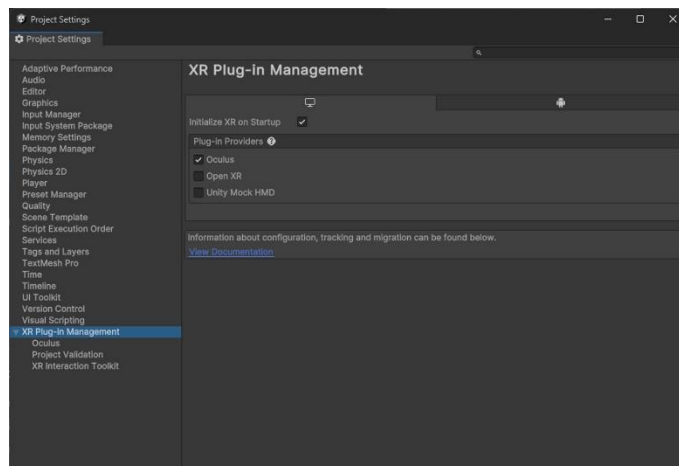 Project Settings
Project Settings
Adaptive Performance
Audio
Editor
Graphics
Input Manager
Input System Package
Memory Settings
Package Manager
Physics
Physics 2D
Player
Preset Manager
Quality
Scene Template
Script Execution Order
Services
Tags and Layers
TextMesh Pro
Time
Timeline
UI Toolkit
Version Control
Visual Scripting
XR Plug-in Management
Oculus
Project Validation
XR Interaction Toolkit
XR Plug-in Management
Initialize XR on Startup
Plug-in Providers
Oculus
Open XR
Unity Mock HMD
Information about configuration, tracking and migration can be found below.
View Documentation